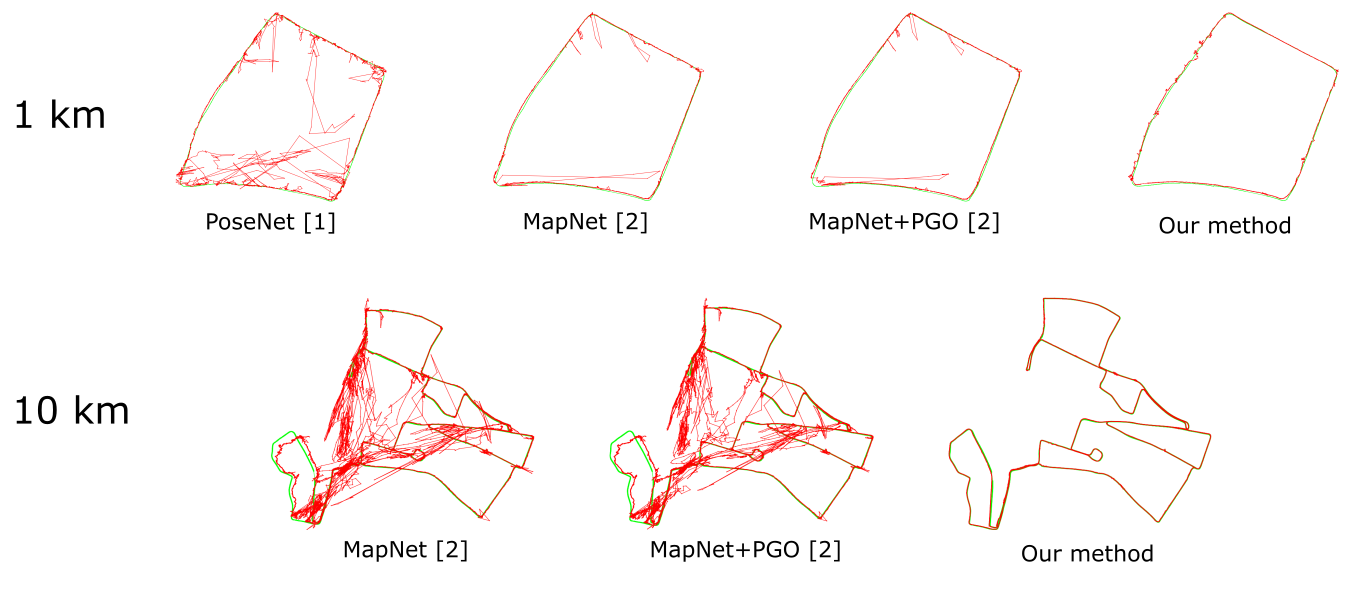 1 km
PoseNet [1]
MapNet [2]
MapNet+PGO [2]
Our method
10 km
MapNet [2]
MapNet+PGO [2]
Our method